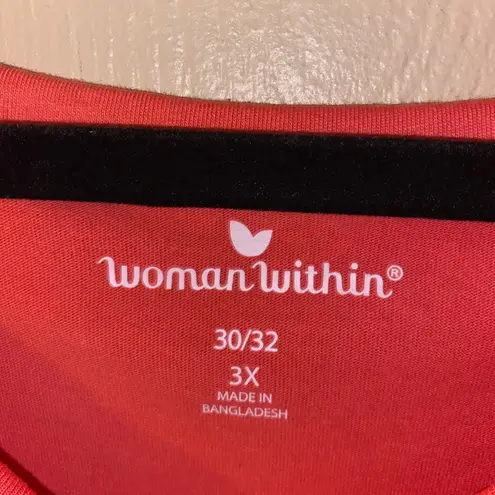 woman within®
30/32
3X
MADE IN
BANGLADESH